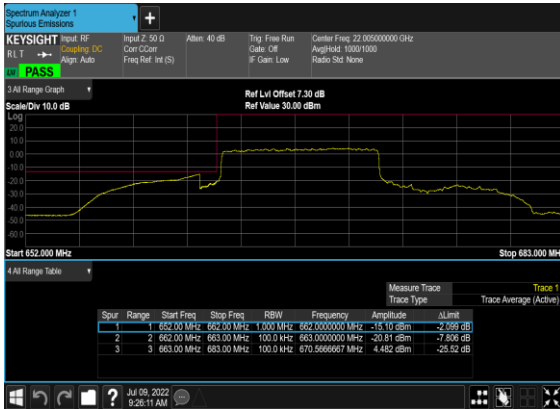 Spectrum Analyzer 1
Spurious Emissions
KEYSIGHT Input: RF Input Z: 50 Ω Atten: 40 dB Trig: Free Run Center Freq: 22.005000000 GHz
RLT Coupling: DC Corr CCorr Gate: Off Avg|Hold: 1000/1000
Align: Auto Freq Ref: Int (S) IF Gain: Low Radio Std: None
LW PASS
3 All Range Graph
Ref Lvl Offset 7.30 dB
Scale/Div 10.0 dB Ref Value 30.00 dBm
Log
20.0
10.0
0.00
-10.0
-20.0
-30.0
-40.0
-50.0
-60.0
Start 652.000 MHz Stop 683.000 MH
4 All Range Table
Measure Trace Trace 1
Trace Type Trace Average (Active)
Spur Range Start Freq Stop Freq RBW Frequency Amplitude ΔLimit
1 1 652.00 MHz 662.00 MHz 1.000 MHz 662.0000000 MHz -15.10 dBm -2.099 dB
2 2 662.00 MHz 663.00 MHz 100.0 kHz 663.0000000 MHz -20.81 dBm -7.806 dB
3 3 663.00 MHz 683.00 MHz 100.0 kHz 670.5666667 MHz 4.482 dBm -25.52 dB
Jul 09, 2022
9:26:11 AM